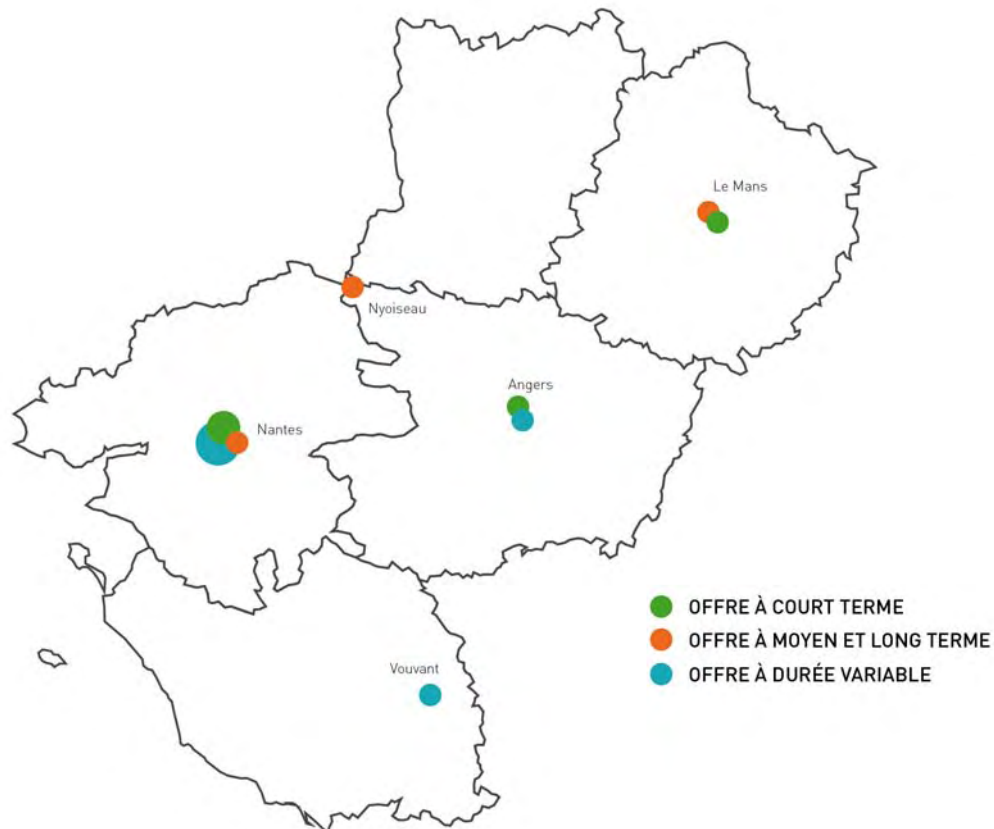 Le Mans
Nyoiseau
Angers
Nantes
Vouvant
OFFRE À COURT TERME
OFFRE À MOYEN ET LONG TERME
OFFRE À DURÉE VARIABLE